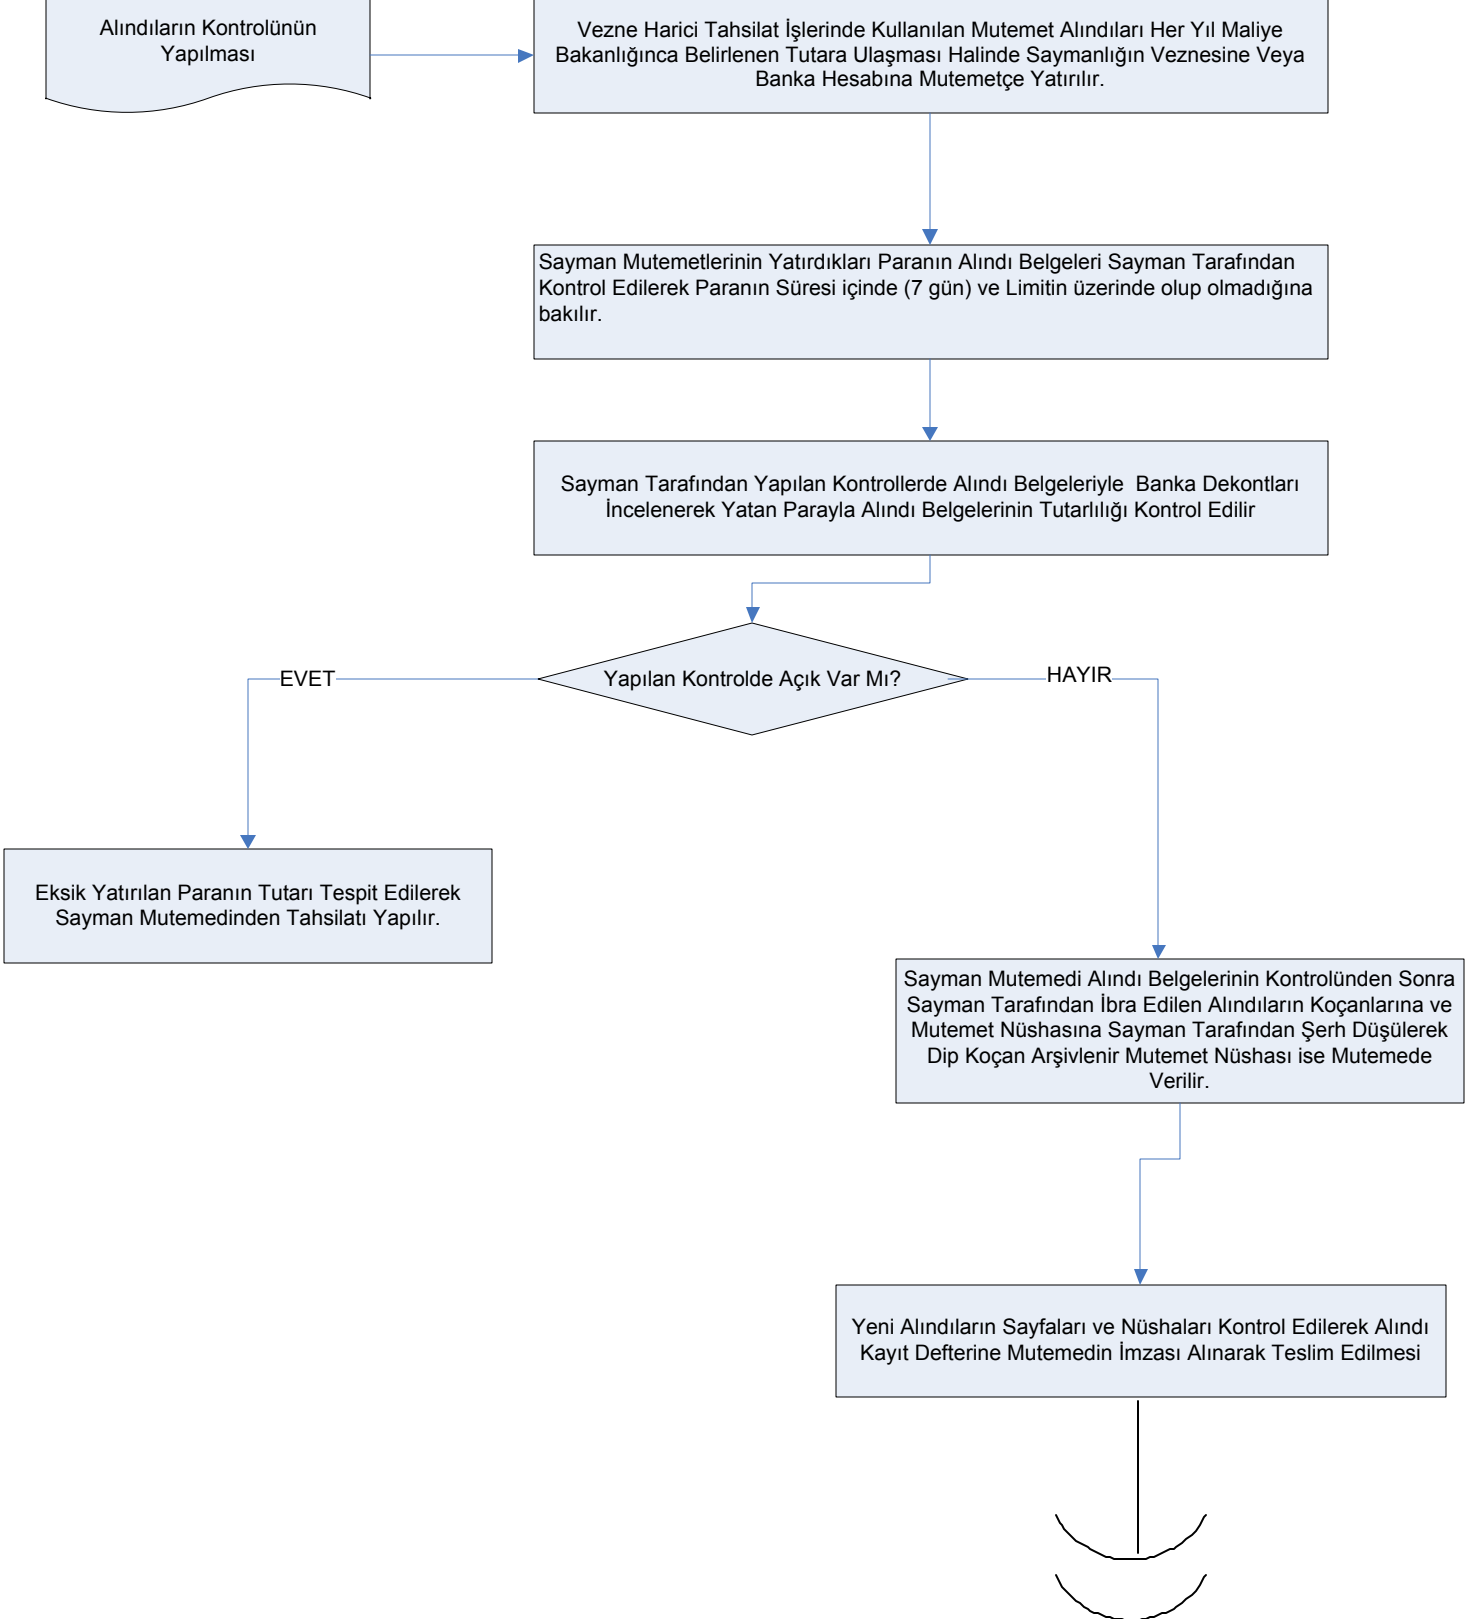 Alındıların Kontrolünün
Yapılması
Vezne Harici Tahsilat İşlerinde Kullanılan Mutemet Alındıları Her Yıl Maliye
Bakanlığınca Belirlenen Tutara Ulaşması Halinde Saymanlığın Veznesine Veya
Banka Hesabına Mutemetçe Yatırılır.
Sayman Mutemetlerinin Yatırdıkları Paranın Alındı Belgeleri Sayman Tarafından
Kontrol Edilerek Paranın Süresi içinde (7 gün) ve Limitin üzerinde olup olmadığına
bakılır.
Sayman Tarafından Yapılan Kontrollerde Alındı Belgeleriyle  Banka Dekontları
İncelenerek Yatan Parayla Alındı Belgelerinin Tutarlılığı Kontrol Edilir
Yapılan Kontrolde Açık Var Mı?
EVET
HAYIR
Eksik Yatırılan Paranın Tutarı Tespit Edilerek
Sayman Mutemedinden Tahsilatı Yapılır.
Sayman Mutemedi Alındı Belgelerinin Kontrolünden Sonra
Sayman Tarafından İbra Edilen Alındıların Koçanlarına ve
Mutemet Nüshasına Sayman Tarafından Şerh Düşülerek
Dip Koçan Arşivlenir Mutemet Nüshası ise Mutemede
Verilir.
Yeni Alındıların Sayfaları ve Nüshaları Kontrol Edilerek Alındı
Kayıt Defterine Mutemedin İmzası Alınarak Teslim Edilmesi